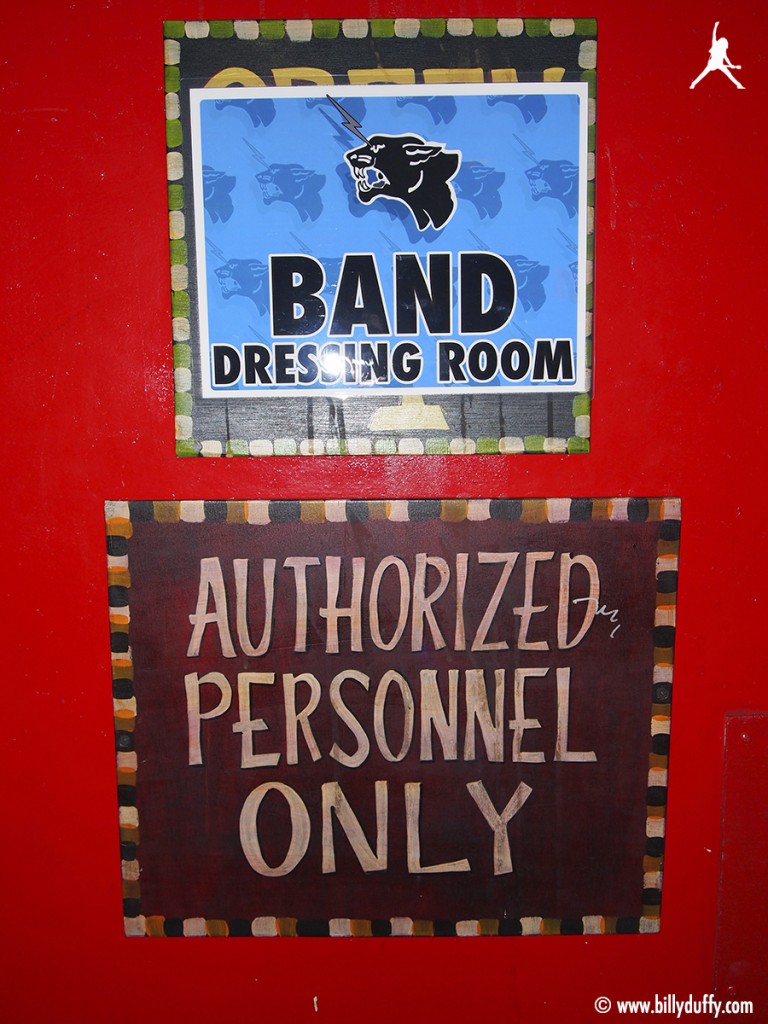 BAND
DRESSING ROOM
AUTHORIZED
PERSONNEL
ONLY
© www.billyduffy.com